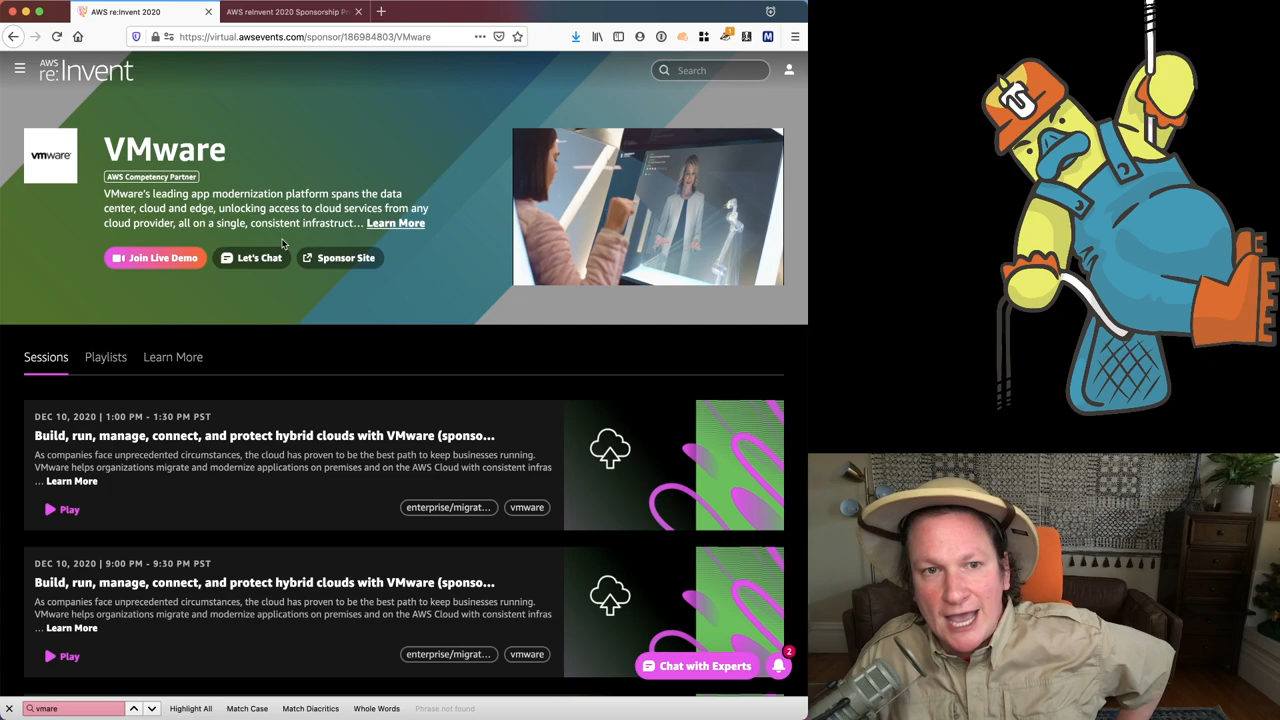 AWS re:Invent 2020
AWS reInvent 2020 Sponsorship Pr
https://virtual.awsevents.com/sponsor/186984803/VMware
AWS
re:Invent
Search
vmware
VMware
AWS Competency Partner
VMware's leading app modernization platform spans the data
center, cloud and edge, unlocking access to cloud services from any
cloud provider, all on a single, consistent infrastruct... Learn More
Join Live Demo
Let's Chat
Sponsor Site
Sessions
Playlists
Learn More
DEC 10, 2020 | 1:00 PM - 1:30 PM PST
Build, run, manage, connect, and protect hybrid clouds with VMware (sponso...
As companies face unprecedented circumstances, the cloud has proven to be the best path to keep businesses running.
VMware helps organizations migrate and modernize applications on premises and on the AWS Cloud with consistent infras
... Learn More
Play
enterprise/migrat...
vmware
DEC 10, 2020 | 9:00 PM - 9:30 PM PST
Build, run, manage, connect, and protect hybrid clouds with VMware (sponso...
As companies face unprecedented circumstances, the cloud has proven to be the best path to keep businesses running.
VMware helps organizations migrate and modernize applications on premises and on the AWS Cloud with consistent infras
... Learn More
Play
enterprise/migrat...
vmware
Chat with Experts
2
vmare
Highlight All
Match Case
Match Diacritics
Whole Words
Phrase not found